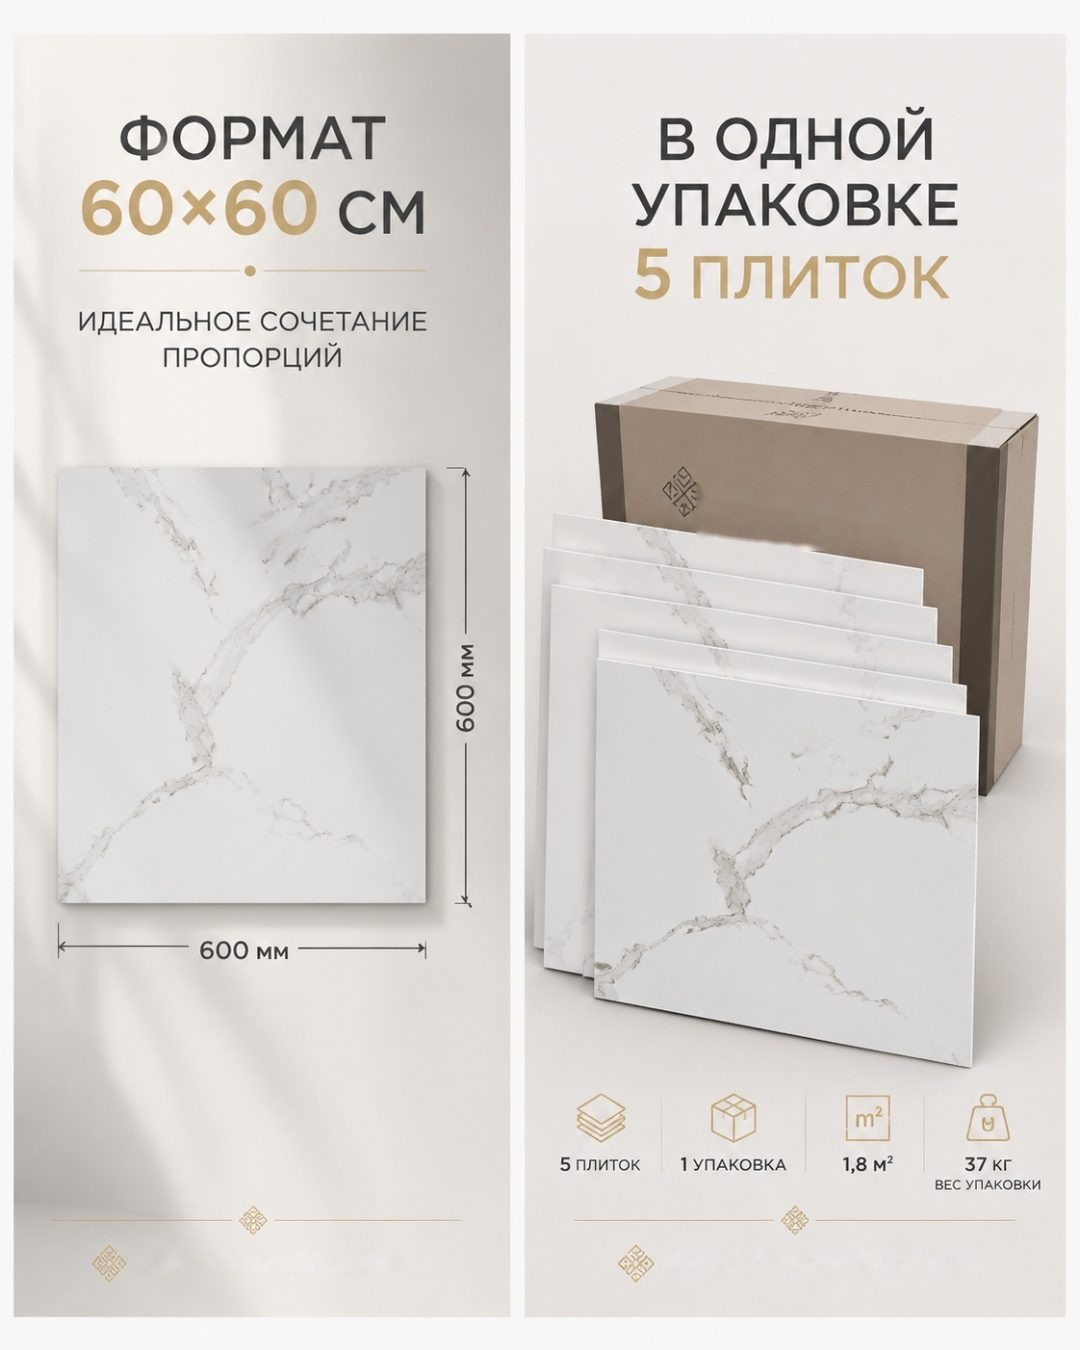 ФОРМАТ
60×60 СМ
ИДЕАЛЬНОЕ СОЧЕТАНИЕ
ПРОПОРЦИЙ
600 мм
600 мм
В ОДНОЙ
УПАКОВКЕ
5 ПЛИТОК
m²
5 ПЛИТОК
1 УПАКОВКА
1,8 м²
37 КГ
ВЕС УПАКОВКИ